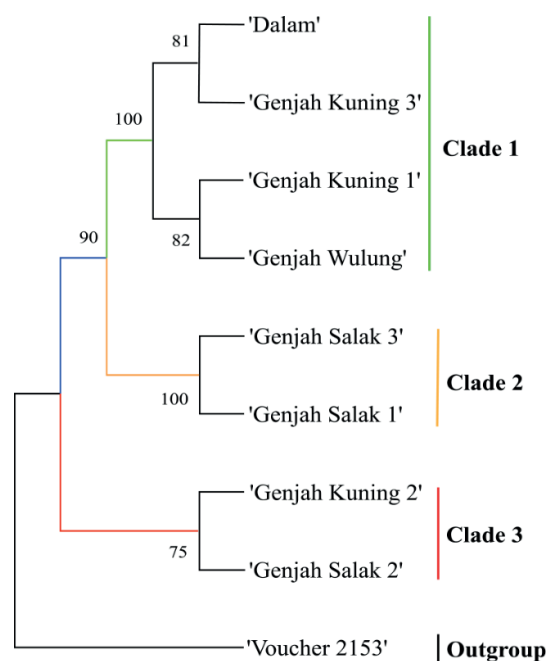 'Dalam'
81
'Genjah Kuning 3'
100
Clade 1
'Genjah Kuning 1'
90
82
'Genjah Wulung'
'Genjah Salak 3'
Clade 2
100
'Genjah Salak 1'
'Genjah Kuning 2'
Clade 3
75
'Genjah Salak 2'
'Voucher 2153'
Outgroup